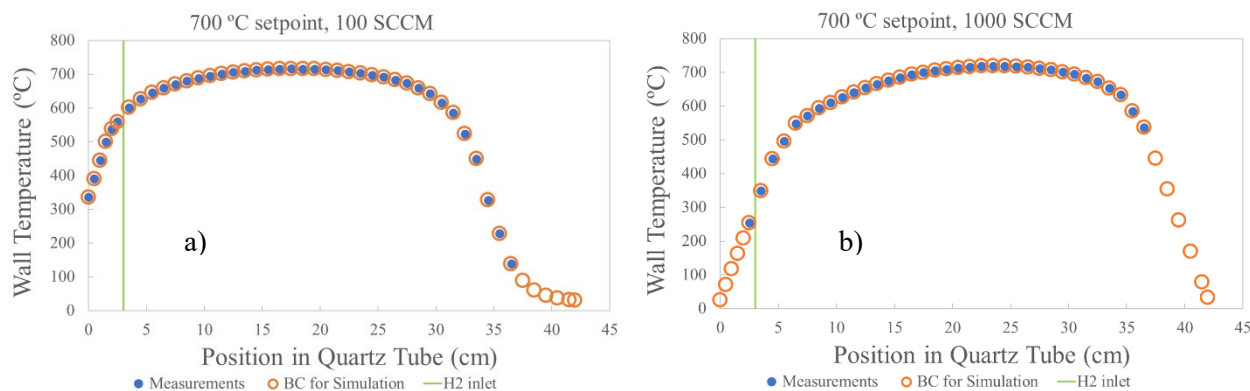 700 ºC setpoint, 100 SCCM
Wall Temperature (ºC)
800
700
600
500
400
300
200
100
0
a)
0 5 10 15 20 25 30 35 40 45
Position in Quartz Tube (cm)
Measurements BC for Simulation H2 inlet
700 ºC setpoint, 1000 SCCM
Wall Temperature (ºC)
800
700
600
500
400
300
200
100
0
b)
0 5 10 15 20 25 30 35 40 45
Position in Quartz Tube (cm)
Measurements BC for Simulation H2 inlet